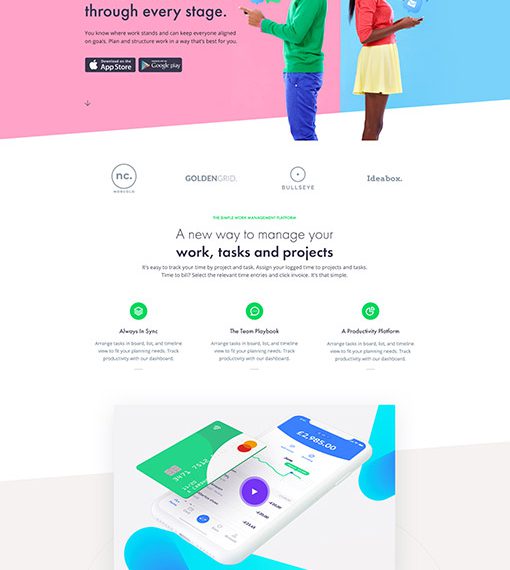 through every stage.
You know where work stands and can keep everyone aligned
on goals. Plan and structure work in a way that's best for you.
Download on the
App Store
Google play
nc.
GOLDENGRID.
BULLSEYE
Ideabox.
THE SIMPLE WORK MANAGEMENT PLATFORM
A new way to manage your
work, tasks and projects
It's easy to track your time by project and task. Assign your logged time to projects and tasks.
Time to bill? Select the relevant time entries and click invoice. It's that simple.
Always In Sync
Arrange tasks in board, list, and timeline
view to fit your planning needs. Track
productivity with our dashboard.
The Team Playbook
Arrange tasks in board, list, and timeline
view to fit your planning needs. Track
productivity with our dashboard.
A Productivity Platform
Arrange tasks in board, list, and timeline
view to fit your planning needs. Track
productivity with our dashboard.
£2,985.00
3471 7512